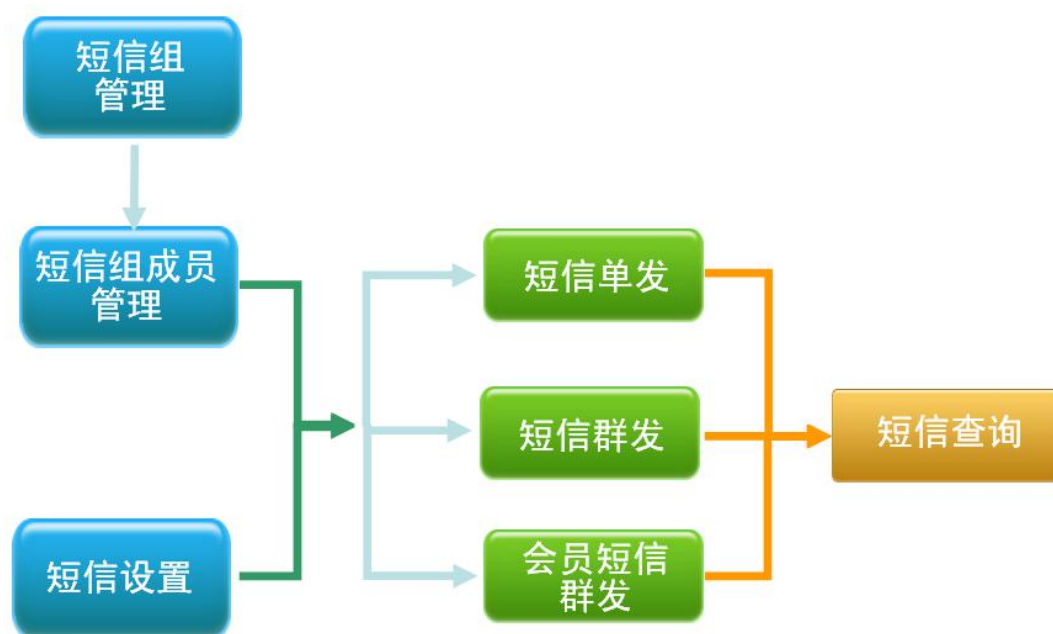 短信组
管理
短信组成员
管理
短信单发
短信群发
短信查询
短信设置
会员短信
群发